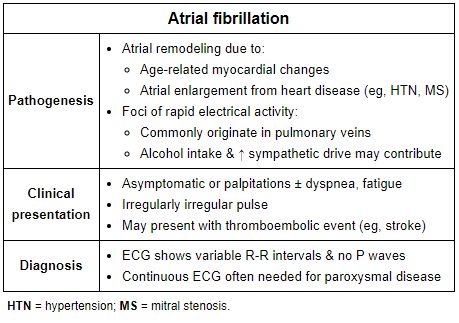 Atrial fibrillation
Pathogenesis
• Atrial remodeling due to:
○ Age-related myocardial changes
○ Atrial enlargement from heart disease (eg, HTN, MS)
• Foci of rapid electrical activity:
○ Commonly originate in pulmonary veins
○ Alcohol intake & ↑ sympathetic drive may contribute
Clinical
presentation
• Asymptomatic or palpitations ± dyspnea, fatigue
• Irregularly irregular pulse
• May present with thromboembolic event (eg, stroke)
Diagnosis
• ECG shows variable R-R intervals & no P waves
• Continuous ECG often needed for paroxysmal disease
HTN = hypertension; MS = mitral stenosis.